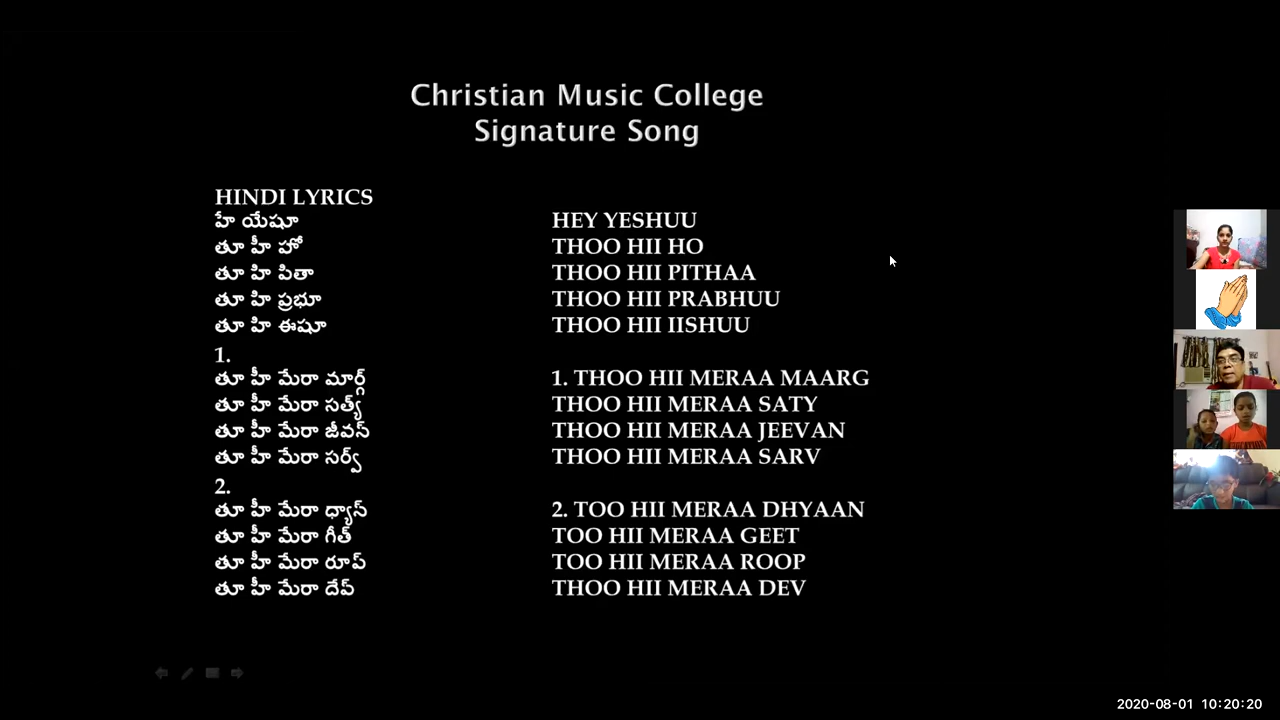 Christian Music College
Signature Song
HINDI LYRICS
హే యేషూ
తూ హీ హో
తూ హి పితా
తూ హి ప్రభూ
తూ హి ఈషూ
1.
తూ హీ మేరా మార్గ్
తూ హీ మేరా సత్య్
తూ హీ మేరా జీవన్
తూ హీ మేరా సర్వ్
2.
తూ హీ మేరా ధ్యాన్
తూ హీ మేరా గీత్
తూ హీ మేరా రూప్
తూ హీ మేరా దేవ్
HEY YESHUU
THOO HII HO
THOO HII PITHAA
THOO HII PRABHUU
THOO HII IISHUU
1. THOO HII MERAA MAARG
THOO HII MERAA SATY
THOO HII MERAA JEEVAN
THOO HII MERAA SARV
2. TOO HII MERAA DHYAAN
TOO HII MERAA GEET
TOO HII MERAA ROOP
THOO HII MERAA DEV
2020-08-01 10:20:20